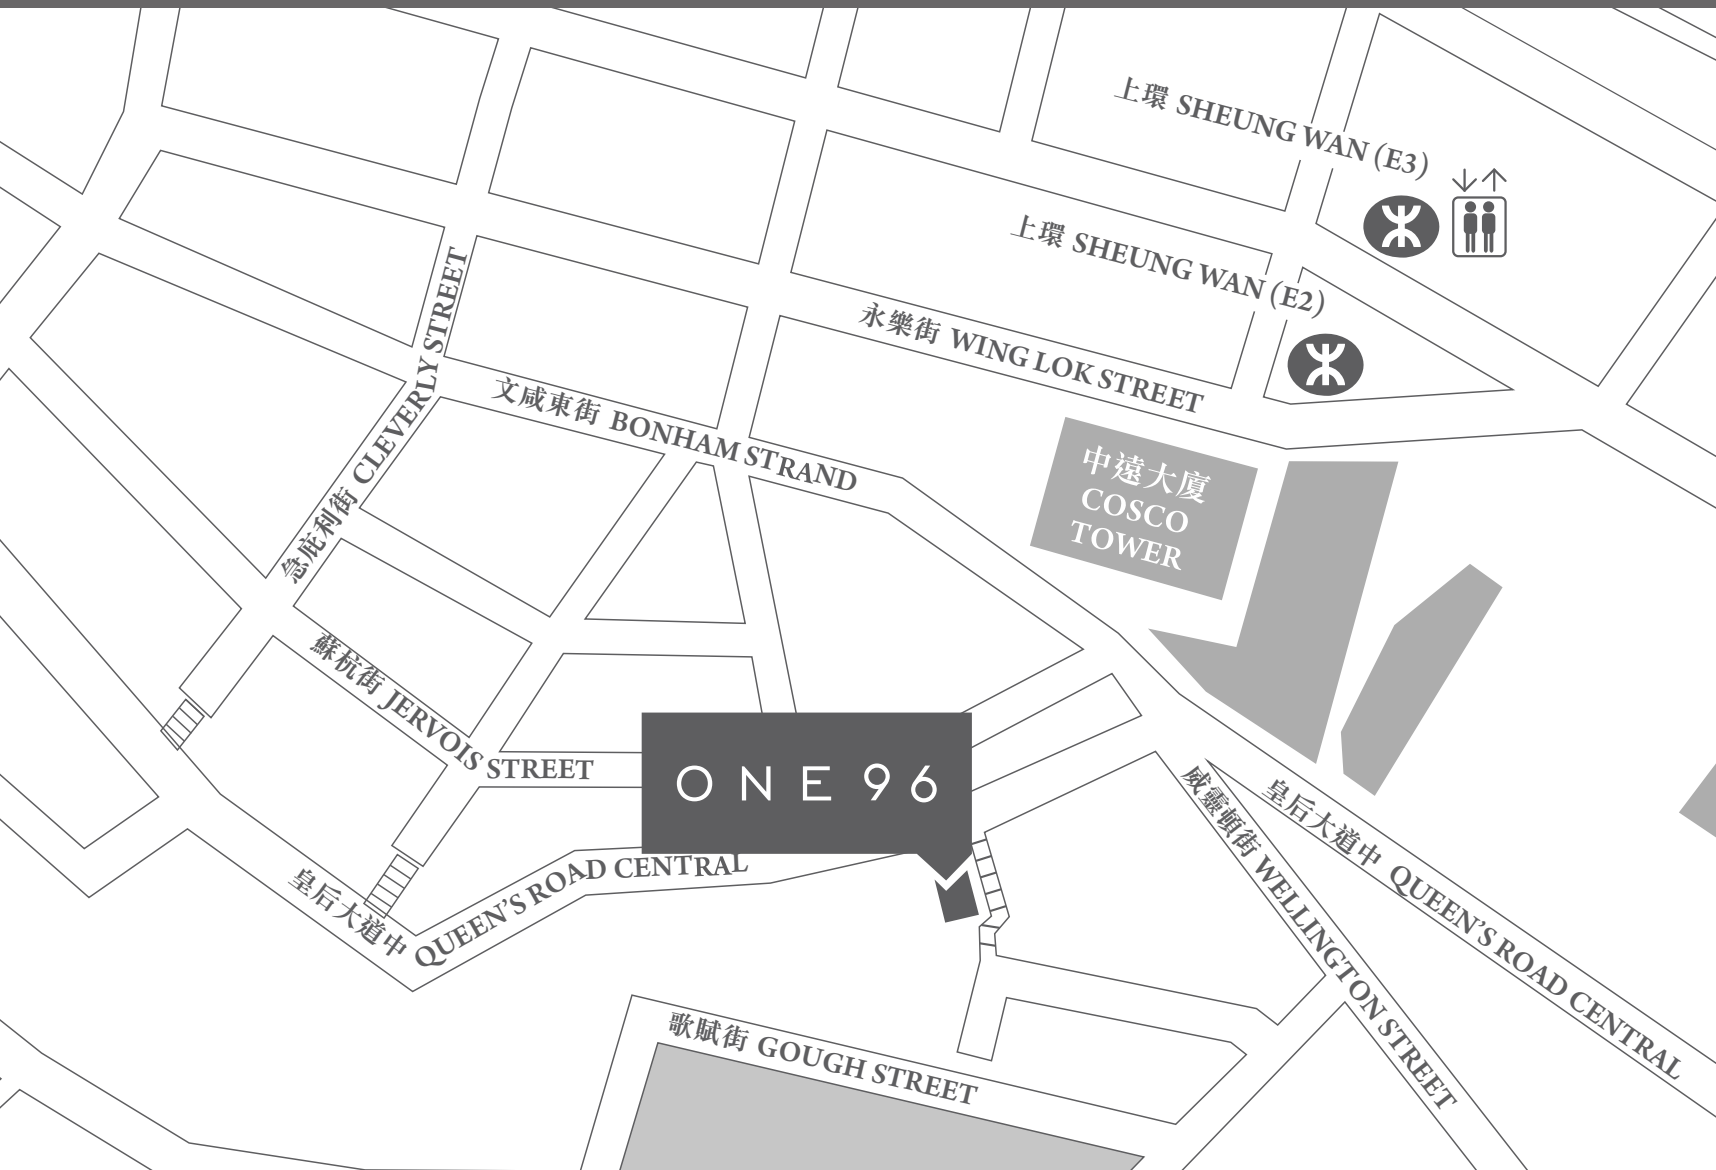 上環 SHEUNG WAN (E3)
上環 SHEUNG WAN (E2)
永樂街 WING LOK STREET
急庇利街 CLEVERLY STREET
文咸東街 BONHAM STRAND
中遠大廈
COSCO
TOWER
蘇杭街 JERVOIS STREET
ONE 96
皇后大道中 QUEEN'S ROAD CENTRAL
威靈頓街 WELLINGTON STREET
皇后大道中 QUEEN'S ROAD CENTRAL
歌賦街 GOUGH STREET